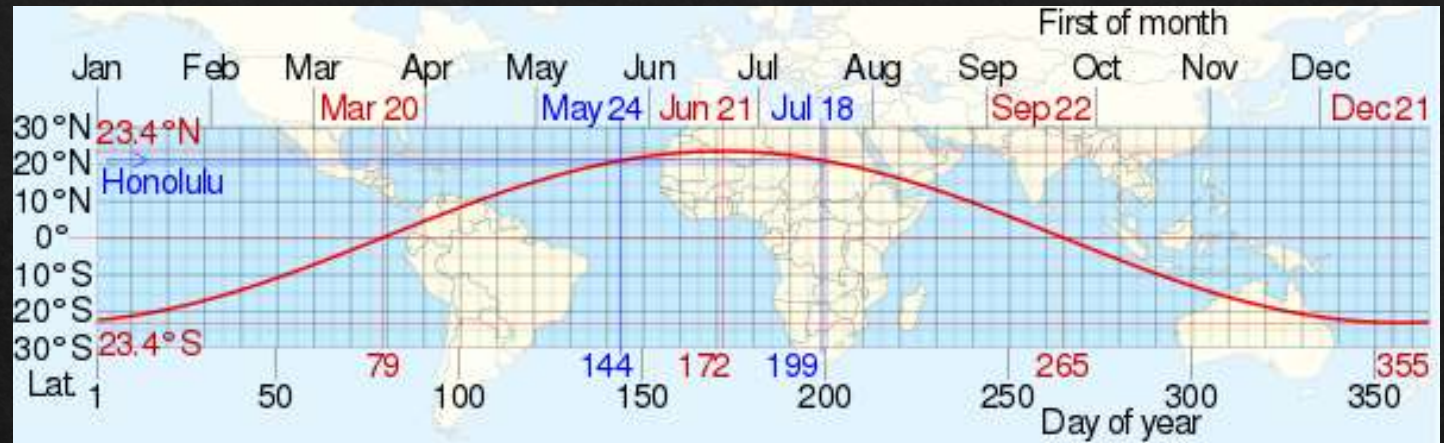 First of month
Jan Feb Mar Apr May Jun Jul Aug Sep Oct Nov Dec
Mar 20 May 24 Jun 21 Jul 18 Sep 22 Dec 21
30°N 23.4°N
20°N -->
Honolulu
10°N
0°
10°S
20°S
30°S 23.4°S
79 144 172 199 265 355
Lat. 1 50 100 150 200 250 300 350
Day of year